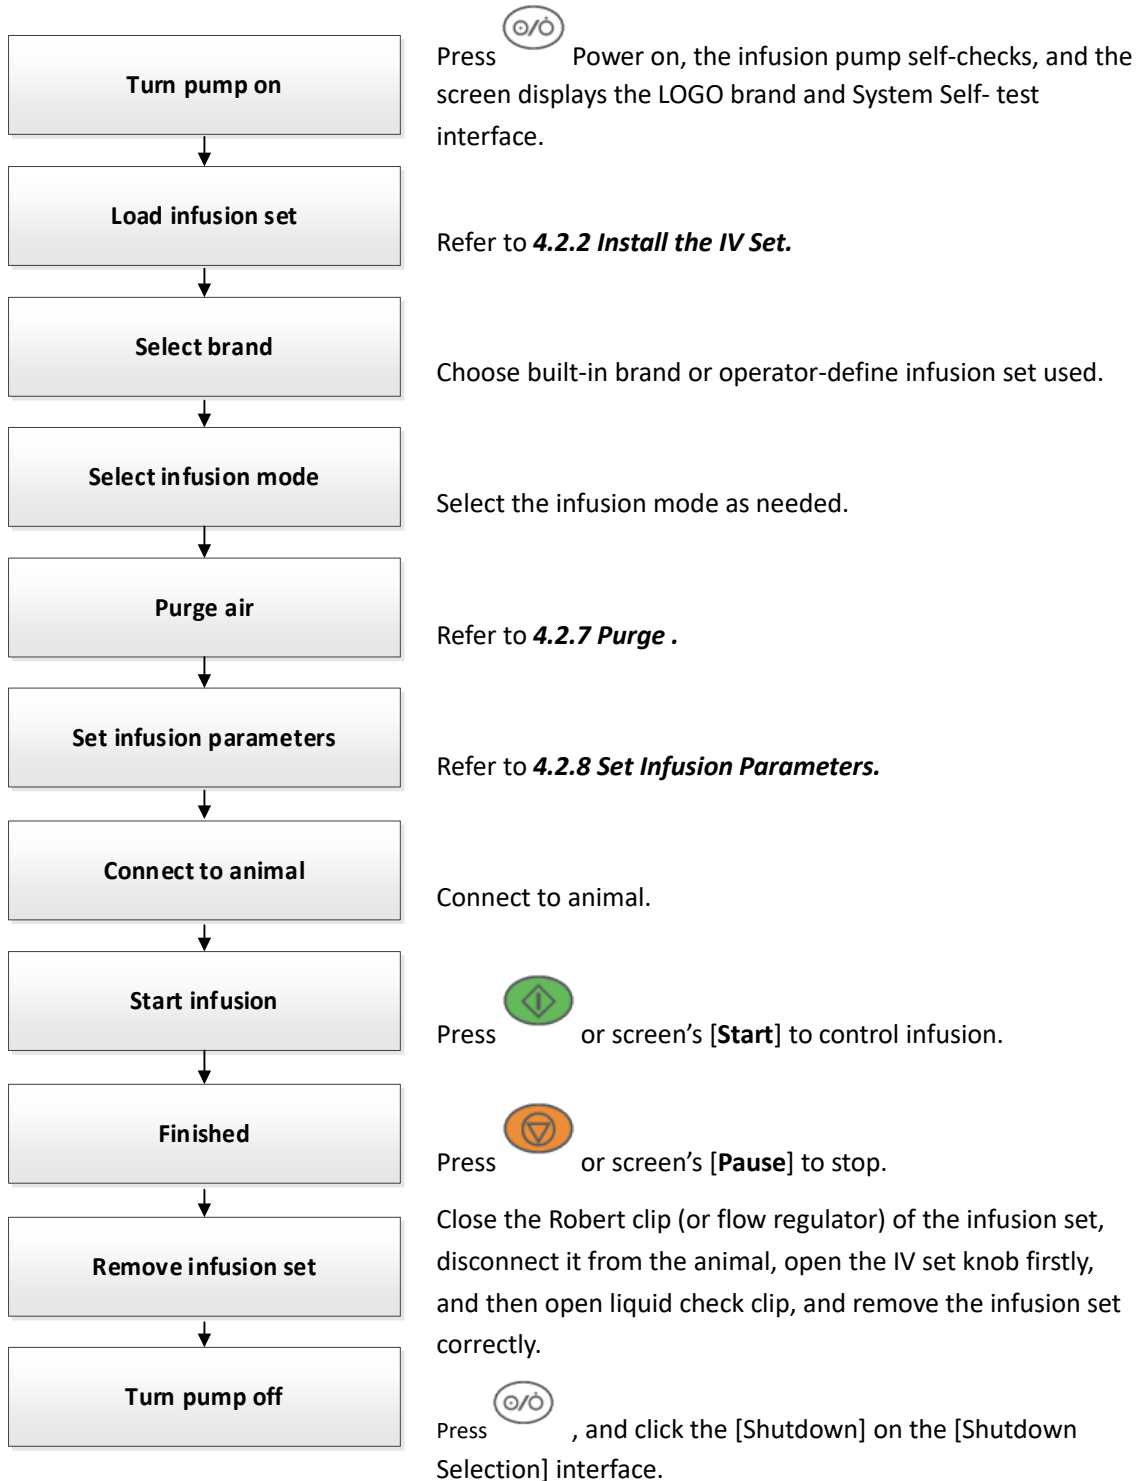 Turn pump on
Press Power on, the infusion pump self-checks, and the
screen displays the LOGO brand and System Self- test
interface.
Load infusion set
Refer to 4.2.2 Install the IV Set.
Select brand
Choose built-in brand or operator-define infusion set used.
Select infusion mode
Select the infusion mode as needed.
Purge air
Refer to 4.2.7 Purge .
Set infusion parameters
Refer to 4.2.8 Set Infusion Parameters.
Connect to animal
Connect to animal.
Start infusion
Press or screen’s [Start] to control infusion.
Finished
Press or screen’s [Pause] to stop.
Remove infusion set
Close the Robert clip (or flow regulator) of the infusion set,
disconnect it from the animal, open the IV set knob firstly,
and then open liquid check clip, and remove the infusion set
correctly.
Turn pump off
Press , and click the [Shutdown] on the [Shutdown
Selection] interface.